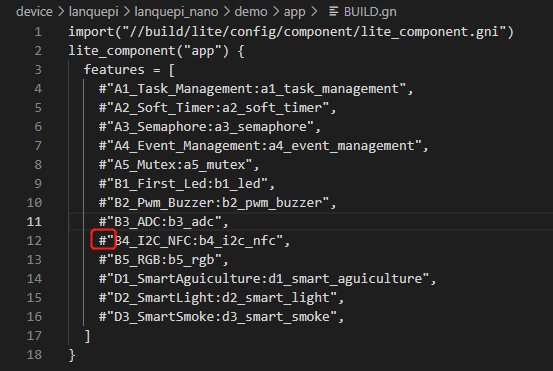 device > lanquepi > lanquepi_nano > demo > app > BUILD.gn
1 import("//build/lite/config/component/lite_component.gni")
2 lite_component("app") {
3 features = [
4 #"A1_Task_Management:a1_task_management",
5 #"A2_Soft_Timer:a2_soft_timer",
6 #"A3_Semaphore:a3_semaphore",
7 #"A4_Event_Management:a4_event_management",
8 #"A5_Mutex:a5_mutex",
9 #"B1_First_Led:b1_led",
10 #"B2_Pwm_Buzzer:b2_pwm_buzzer",
11 #"B3_ADC:b3_adc",
12 #"B4_I2C_NFC:b4_i2c_nfc",
13 #"B5_RGB:b5_rgb",
14 #"D1_SmartAguiculture:d1_smart_aguiculture",
15 #"D2_SmartLight:d2_smart_light",
16 #"D3_SmartSmoke:d3_smart_smoke",
17 ]
18 }